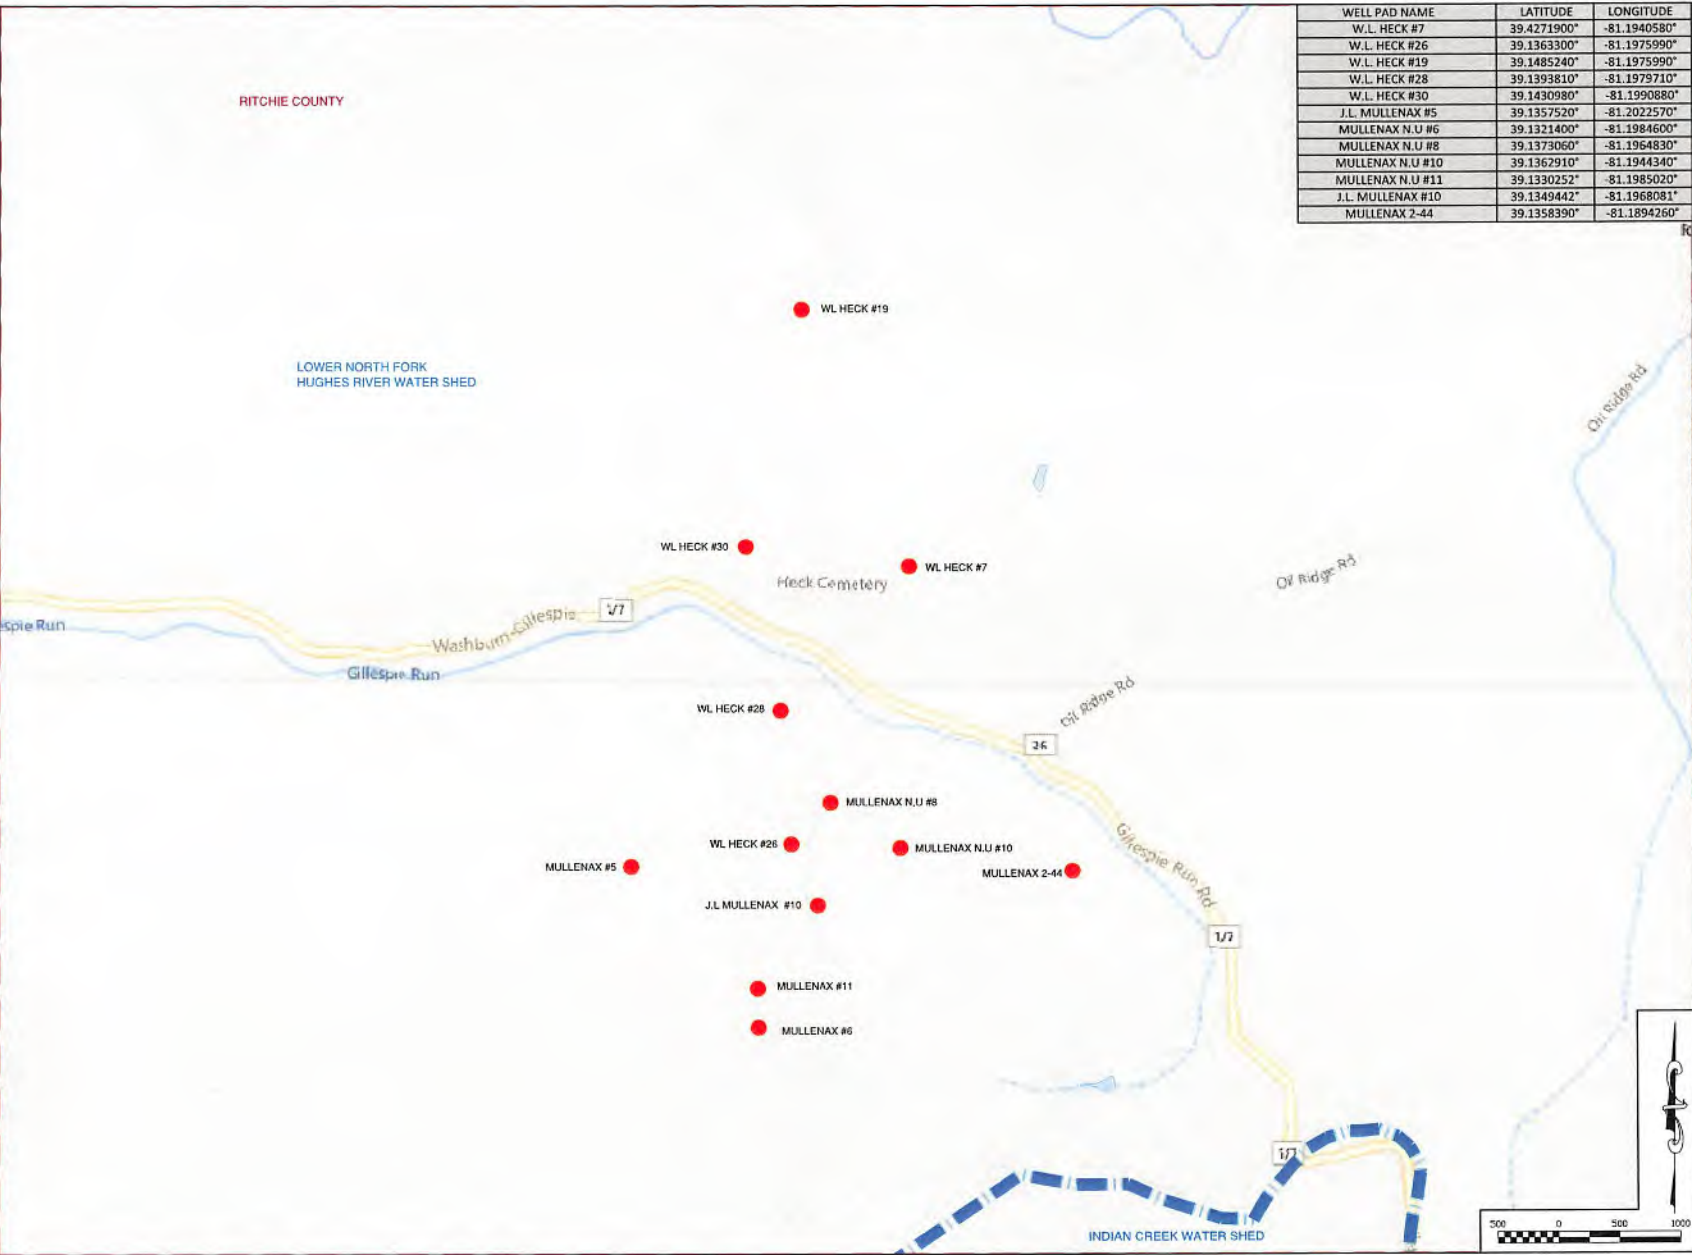 WELL PAD NAME LATITUDE LONGITUDE
W.L. HECK #7 39.4271900° -81.1940580°
W.L. HECK #26 39.1363300° -81.1975990°
W.L. HECK #19 39.1485240° -81.1975990°
W.L. HECK #28 39.1393810° -81.1979710°
W.L. HECK #30 39.1430980° -81.1990880°
J.L. MULLENAX #5 39.1357520° -81.2022570°
MULLENAX N.U #6 39.1321400° -81.1984600°
MULLENAX N.U #8 39.1373060° -81.1964830°
MULLENAX N.U #10 39.1362910° -81.1944340°
MULLENAX N.U #11 39.1330252° -81.1985020°
J.L. MULLENAX #10 39.1349442° -81.1968081°
MULLENAX 2-44 39.1358390° -81.1894260°
RITCHIE COUNTY
WL HECK #19
LOWER NORTH FORK
HUGHES RIVER WATER SHED
Oil Ridge Rd
WL HECK #30
WL HECK #7
Heck Cemetery
Oil Ridge Rd
1/7
Washburn-Gillespie
espie Run
Gillespie Run
Oil Ridge Rd
WL HECK #28
26
MULLENAX N.U #8
WL HECK #26
MULLENAX N.U #10
MULLENAX #5
MULLENAX 2-44
Gillespie Run Rd
J.L MULLENAX #10
1/7
MULLENAX #11
MULLENAX #6
1/7
INDIAN CREEK WATER SHED
500 0 500 1000